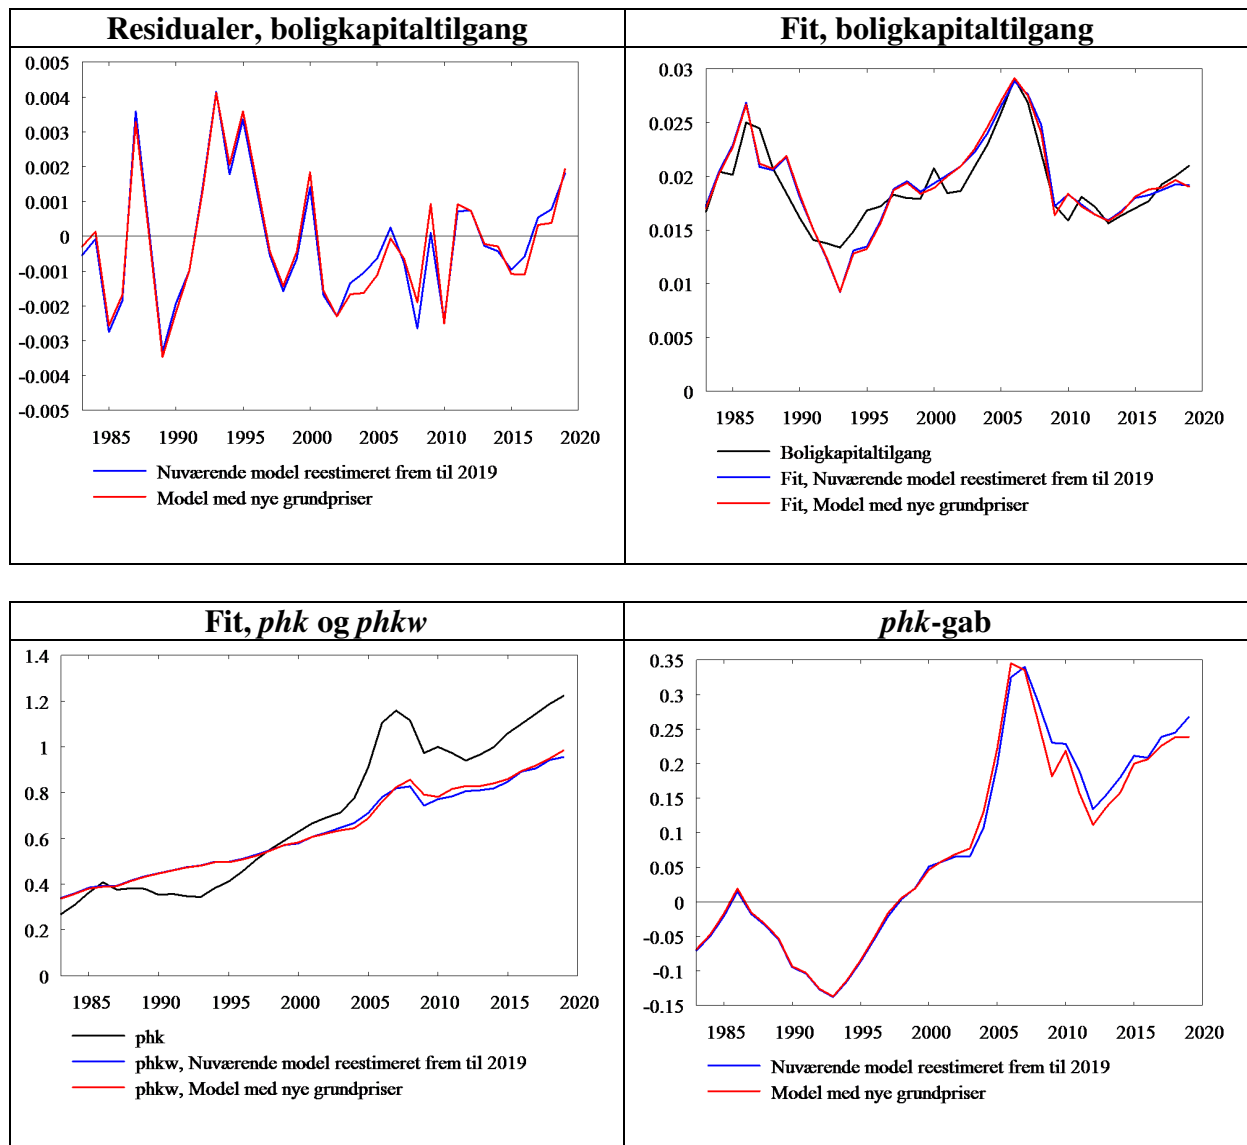 Residualer, boligkapitaltilgang
0.005
0.004
0.003
0.002
0.001
0
-0.001
-0.002
-0.003
-0.004
-0.005
1985 1990 1995 2000 2005 2010 2015 2020
Nuværende model reestimeret frem til 2019
Model med nye grundpriser
Fit, boligkapitaltilgang
0.03
0.025
0.02
0.015
0.01
0.005
0
1985 1990 1995 2000 2005 2010 2015 2020
Boligkapitaltilgang
Fit, Nuværende model reestimeret frem til 2019
Fit, Model med nye grundpriser
Fit, phk og phkw
1.4
1.2
1
0.8
0.6
0.4
0.2
0
1985 1990 1995 2000 2005 2010 2015 2020
phk
phkw, Nuværende model reestimeret frem til 2019
phkw, Model med nye grundpriser
phk-gab
0.35
0.3
0.25
0.2
0.15
0.1
0.05
0
-0.05
-0.1
-0.15
1985 1990 1995 2000 2005 2010 2015 2020
Nuværende model reestimeret frem til 2019
Model med nye grundpriser